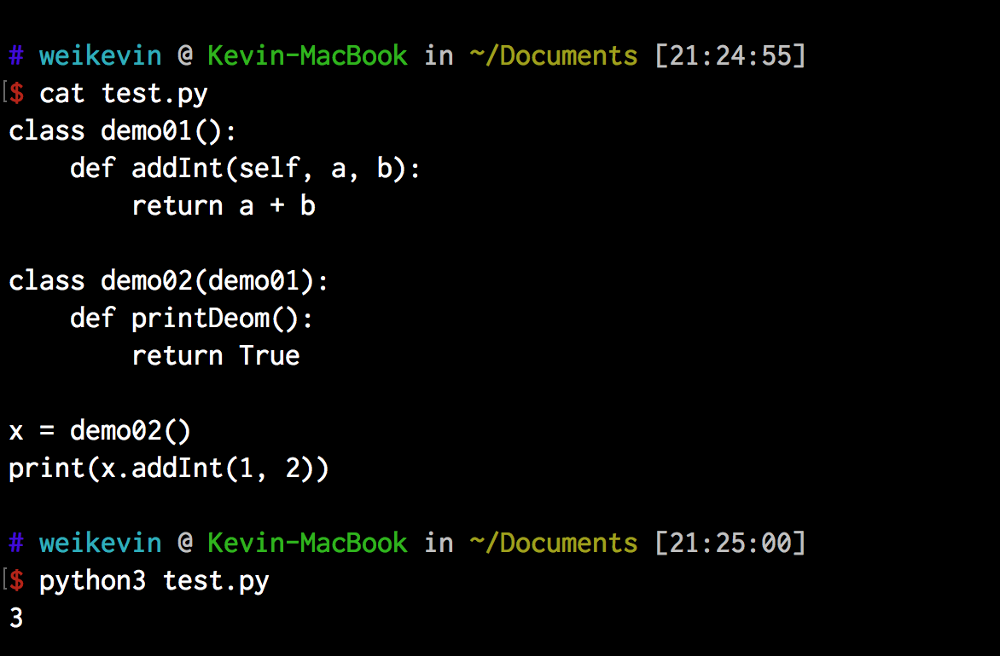 # weikevin @ Kevin-MacBook in ~/Documents [21:24:55]
[$ cat test.py
class demo01():
    def addInt(self, a, b):
        return a + b

class demo02(demo01):
    def printDeom():
        return True

x = demo02()
print(x.addInt(1, 2))

# weikevin @ Kevin-MacBook in ~/Documents [21:25:00]
[$ python3 test.py
3